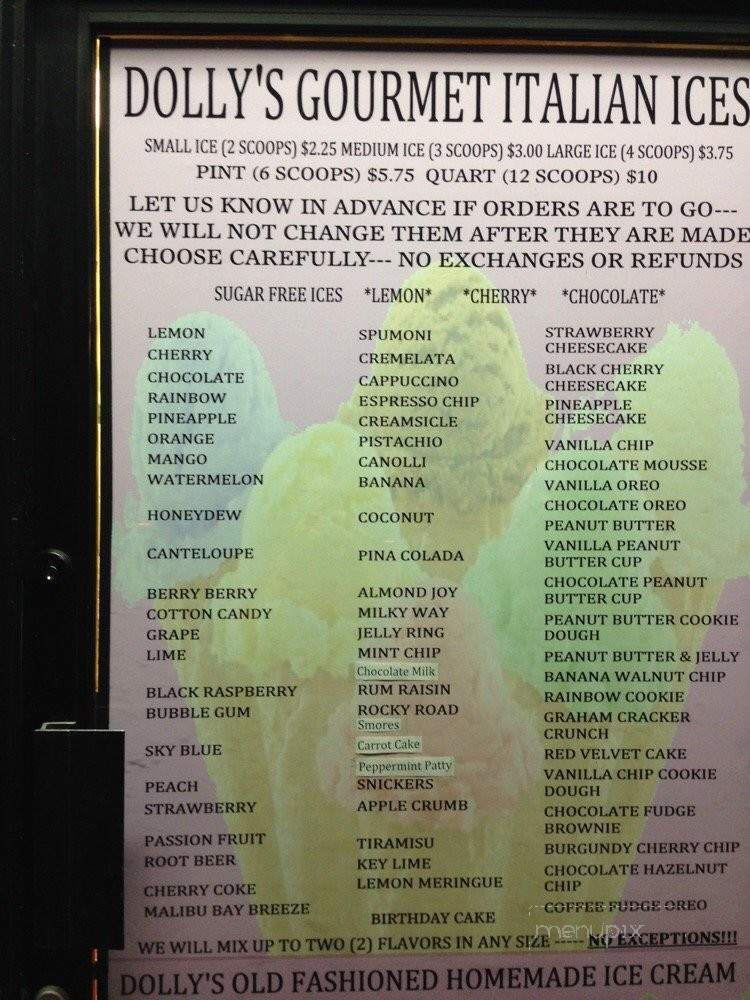 DOLLY'S GOURMET ITALIAN ICES
SMALL ICE (2 SCOOPS) $2.25 MEDIUM ICE (3 SCOOPS) $3.00 LARGE ICE (4 SCOOPS) $3.75
PINT (6 SCOOPS) $5.75 QUART (12 SCOOPS) $10
LET US KNOW IN ADVANCE IF ORDERS ARE TO GO---
WE WILL NOT CHANGE THEM AFTER THEY ARE MADE
CHOOSE CAREFULLY--- NO EXCHANGES OR REFUNDS
SUGAR FREE ICES *LEMON* *CHERRY* *CHOCOLATE*
LEMON
CHERRY
CHOCOLATE
RAINBOW
PINEAPPLE
ORANGE
MANGO
WATERMELON
HONEYDEW
CANTELOUPE
BERRY BERRY
COTTON CANDY
GRAPE
LIME
BLACK RASPBERRY
BUBBLE GUM
SKY BLUE
PEACH
STRAWBERRY
PASSION FRUIT
ROOT BEER
CHERRY COKE
MALIBU BAY BREEZE
SPUMONI
CREMELATA
CAPPUCCINO
ESPRESSO CHIP
CREAMSICLE
PISTACHIO
CANOLLI
BANANA
COCONUT
PINA COLADA
ALMOND JOY
MILKY WAY
JELLY RING
MINT CHIP
Chocolate Milk
RUM RAISIN
ROCKY ROAD
Smores
Carrot Cake
Peppermint Patty
SNICKERS
APPLE CRUMB
TIRAMISU
KEY LIME
LEMON MERINGUE
BIRTHDAY CAKE
STRAWBERRY
CHEESECAKE
BLACK CHERRY
CHEESECAKE
PINEAPPLE
CHEESECAKE
VANILLA CHIP
CHOCOLATE MOUSSE
VANILLA OREO
CHOCOLATE OREO
PEANUT BUTTER
VANILLA PEANUT
BUTTER CUP
CHOCOLATE PEANUT
BUTTER CUP
PEANUT BUTTER COOKIE
DOUGH
PEANUT BUTTER & JELLY
BANANA WALNUT CHIP
RAINBOW COOKIE
GRAHAM CRACKER
CRUNCH
RED VELVET CAKE
VANILLA CHIP COOKIE
DOUGH
CHOCOLATE FUDGE
BROWNIE
BURGUNDY CHERRY CHIP
CHOCOLATE HAZELNUT
CHIP
COFFEE FUDGE OREO
menupix
WE WILL MIX UP TO TWO (2) FLAVORS IN ANY SIZE ----- NO EXCEPTIONS!!!
DOLLY'S OLD FASHIONED HOMEMADE ICE CREAM